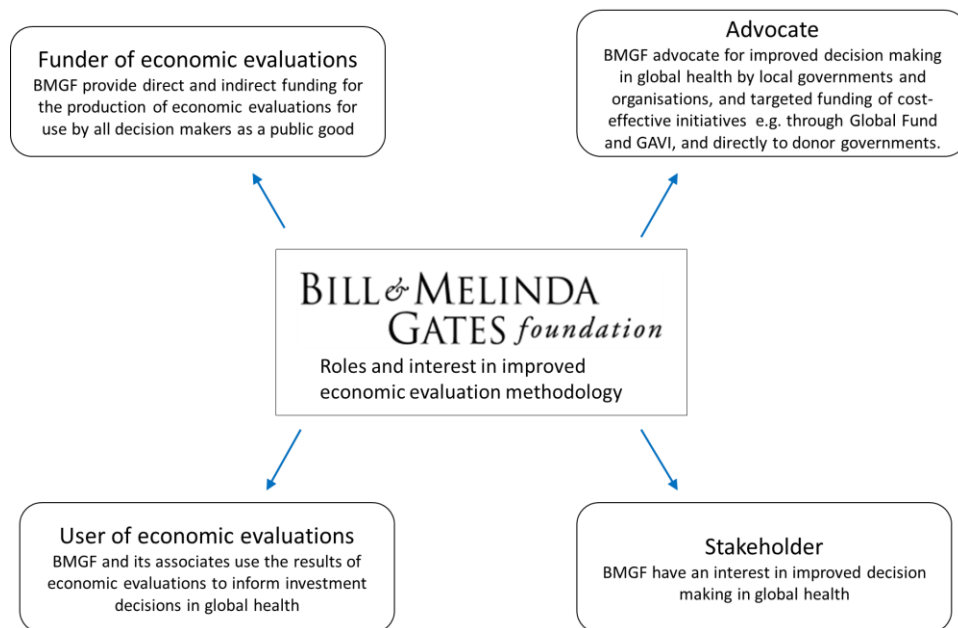 Funder of economic evaluations
BMGF provide direct and indirect funding for
the production of economic evaluations for
use by all decision makers as a public good
Advocate
BMGF advocate for improved decision making
in global health by local governments and
organisations, and targeted funding of cost-
effective initiatives e.g. through Global Fund
and GAVI, and directly to donor governments.
BILL & MELINDA
GATES foundation
Roles and interest in improved
economic evaluation methodology
User of economic evaluations
BMGF and its associates use the results of
economic evaluations to inform investment
decisions in global health
Stakeholder
BMGF have an interest in improved decision
making in global health